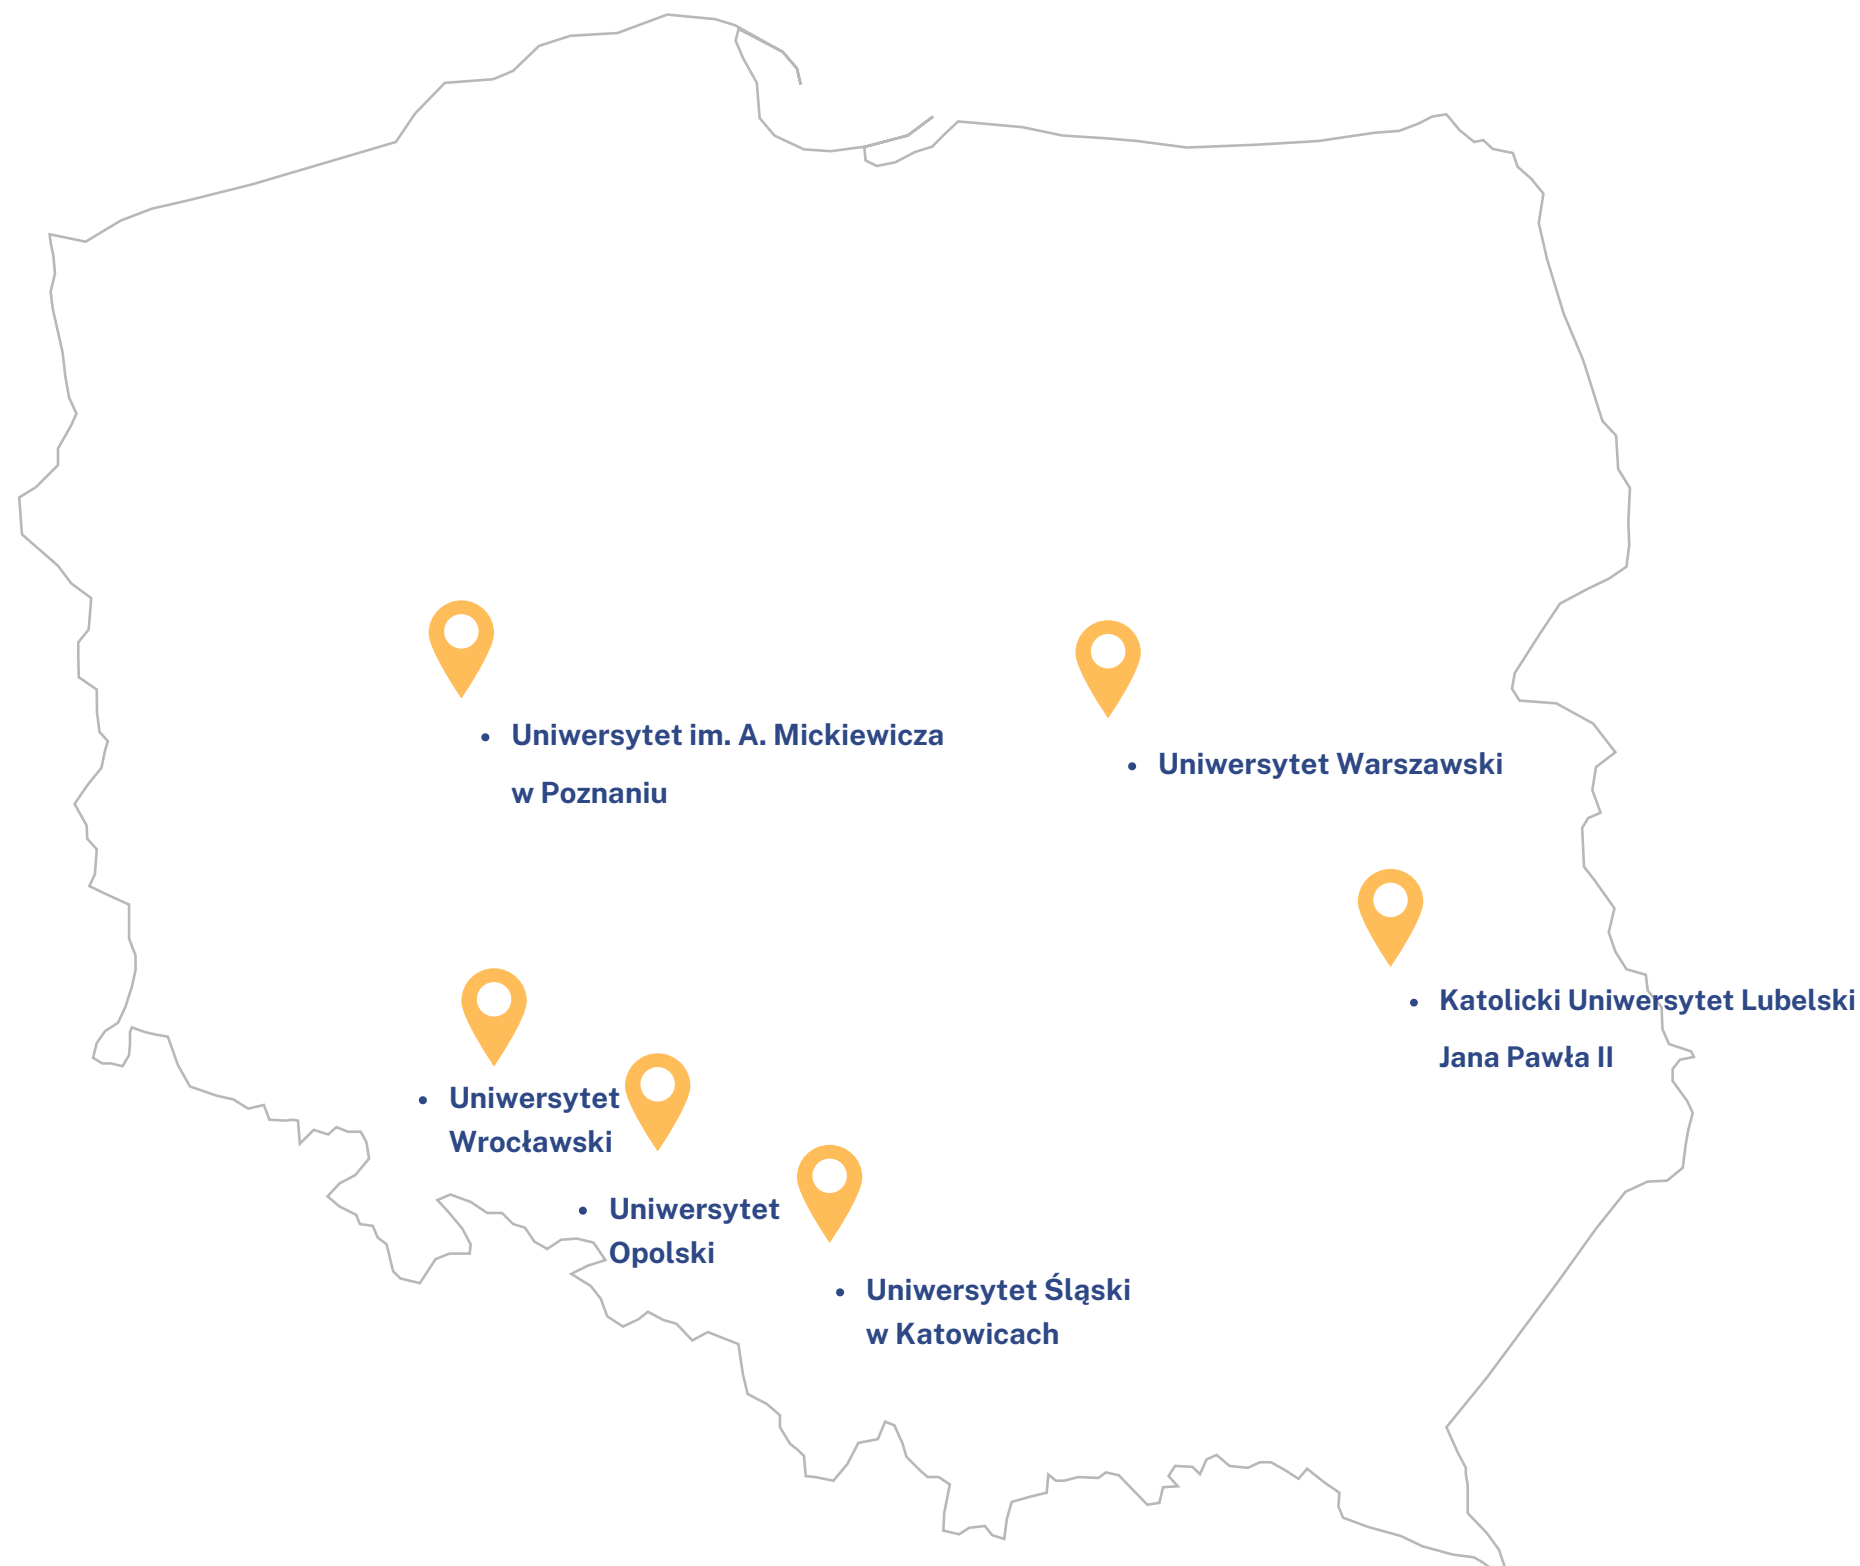 • Uniwersytet im. A. Mickiewicza
w Poznaniu
• Uniwersytet Warszawski
• Katolicki Uniwersytet Lubelski
Jana Pawła II
• Uniwersytet
Wrocławski
• Uniwersytet
Opolski
• Uniwersytet Śląski
w Katowicach